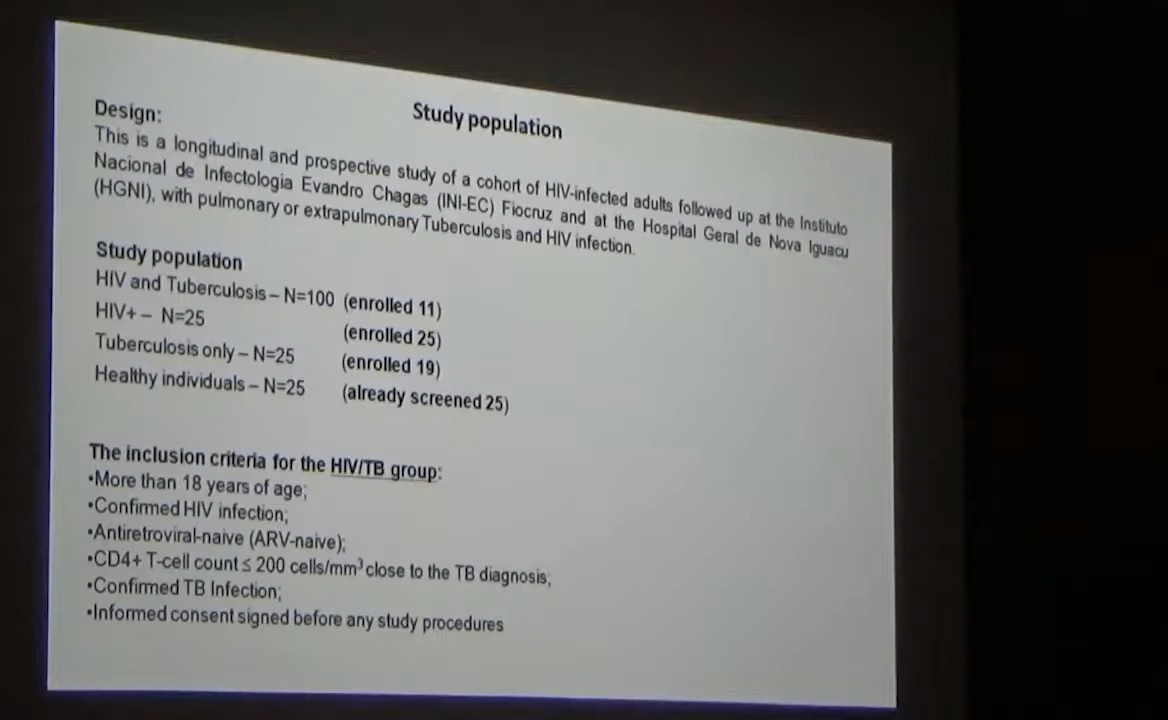 Study population
Design:
This is a longitudinal and prospective study of a cohort of HIV-infected adults followed up at the Instituto
Nacional de Infectologia Evandro Chagas (INI-EC) Fiocruz and at the Hospital Geral de Nova Iguacu
(HGNI), with pulmonary or extrapulmonary Tuberculosis and HIV infection.
Study population
HIV and Tuberculosis – N=100 (enrolled 11)
HIV+ – N=25 (enrolled 25)
Tuberculosis only – N=25 (enrolled 19)
Healthy individuals – N=25 (already screened 25)
The inclusion criteria for the HIV/TB group:
•More than 18 years of age;
•Confirmed HIV infection;
•Antiretroviral-naive (ARV-naive);
•CD4+ T-cell count ≤ 200 cells/mm³ close to the TB diagnosis;
•Confirmed TB Infection;
•Informed consent signed before any study procedures